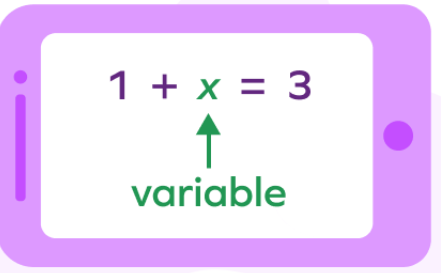 1 + x = 3
variable